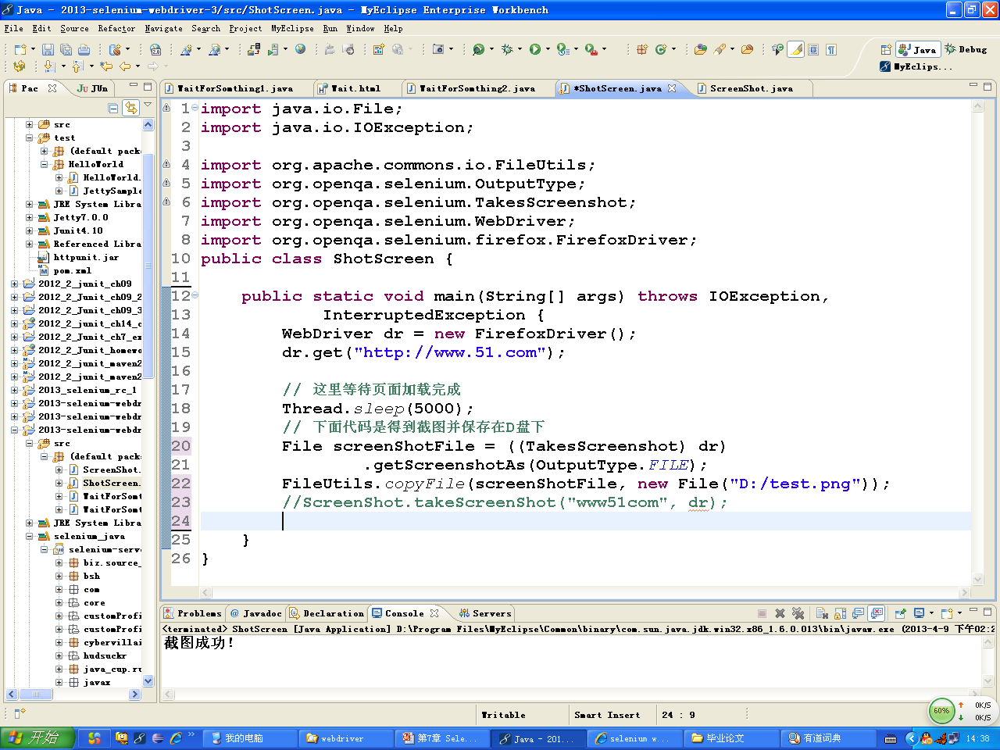 Java - 2013-selenium-webdriver-3/src/ShotScreen.java - MyEclipse Enterprise Workbench
File Edit Source Refactor Navigate Search Project MyEclipse Run Window Help
Java Debug
MyEclips...
Pac JUn
WaitForSomthing1.java Wait.html WaitForSomthing2.java *ShotScreen.java ScreenShot.java
src
test
(default pack
HelloWorld
HelloWorld.
JettySample
JRE System Libra
Jetty7.0.0
Junit4.10
Referenced Libra
httpunit.jar
pom.xml
2012_2_junit_ch09
2012_2_Junit_ch09_2
2012_2_Junit_ch09_3
2012_2_junit_ch14_c
2012_2_Junit_ch7_ex
2012_2_Junit_homewo
2012_2_junit_maven2
2012_2_junit_maven2
2013_selenium_rc_1
2013-selenium-webdr
2013-selenium-webdr
2013-selenium-webdr
src
(default pack
ScreenShot.
ShotScreen.
WaitForSomt
WaitForSomt
JRE System Libra
selenium_java
selenium-serve
biz.source_
bsh
com
core
customProfi
customProfi
cybervillai
hudsuckr
java_cup.ru
javax
1 import java.io.File;
2 import java.io.IOException;
3
4 import org.apache.commons.io.FileUtils;
5 import org.openqa.selenium.OutputType;
6 import org.openqa.selenium.TakesScreenshot;
7 import org.openqa.selenium.WebDriver;
8 import org.openqa.selenium.firefox.FirefoxDriver;
10 public class ShotScreen {
11
12 public static void main(String[] args) throws IOException,
13 InterruptedException {
14 WebDriver dr = new FirefoxDriver();
15 dr.get("http://www.51.com");
16
17 // 这里等待页面加载完成
18 Thread.sleep(5000);
19 // 下面代码是得到截图并保存在D盘下
20 File screenShotFile = ((TakesScreenshot) dr)
21 .getScreenshotAs(OutputType.FILE);
22 FileUtils.copyFile(screenShotFile, new File("D:/test.png"));
23 //ScreenShot.takeScreenShot("www51com", dr);
24
25 }
26 }
Problems Javadoc Declaration Console Servers
<terminated> ShotScreen [Java Application] D:\Program Files\MyEclipse\Common\binary\com.sun.java.jdk.win32.x86_1.6.0.013\bin\javaw.exe (2013-4-9 下午02:2
截图成功!
Writable Smart Insert 24 : 9
60% 0K/S
0K/S
开始 我的电脑 webdriver 第7章 Sele... Java - 201... selenium w... 毕业论文 有道词典 14:38